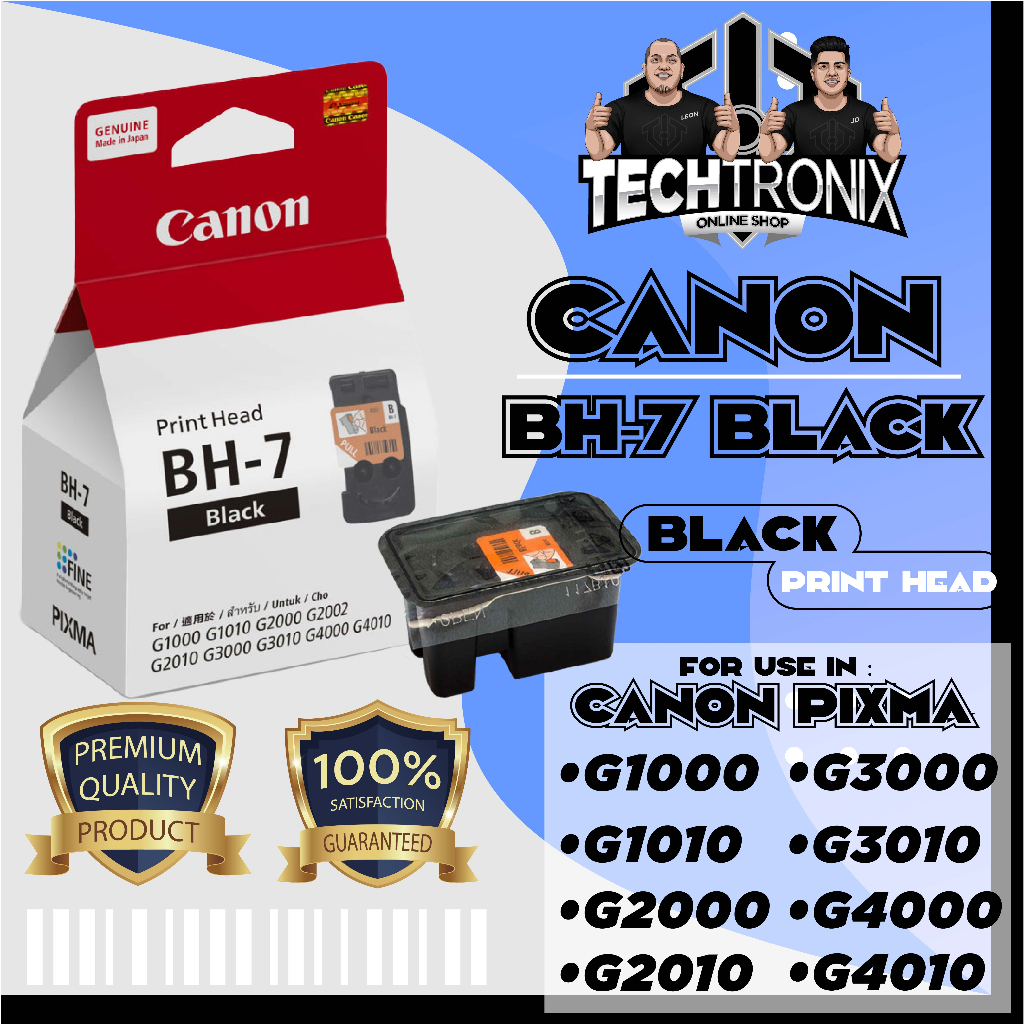 GENUINE
Made in Japan
Canon
Print Head
BH-7
Black
BH-7
Black
FINE
PIXMA
For / 適用於 / สำหรับ / Untuk / Cho
G1000 G1010 G2000 G2002
G2010 G3000 G3010 G4000 G4010
B
Black
PULL
LEON
JO
TECHTRONIX
ONLINE SHOP
CANON
BH-7 BLACK
BLACK
PRINT HEAD
FOR USE IN :
CANON PIXMA
•G1000 •G3000
•G1010 •G3010
•G2000 •G4000
•G2010 •G4010
PREMIUM
QUALITY
PRODUCT
100%
SATISFACTION
GUARANTEED